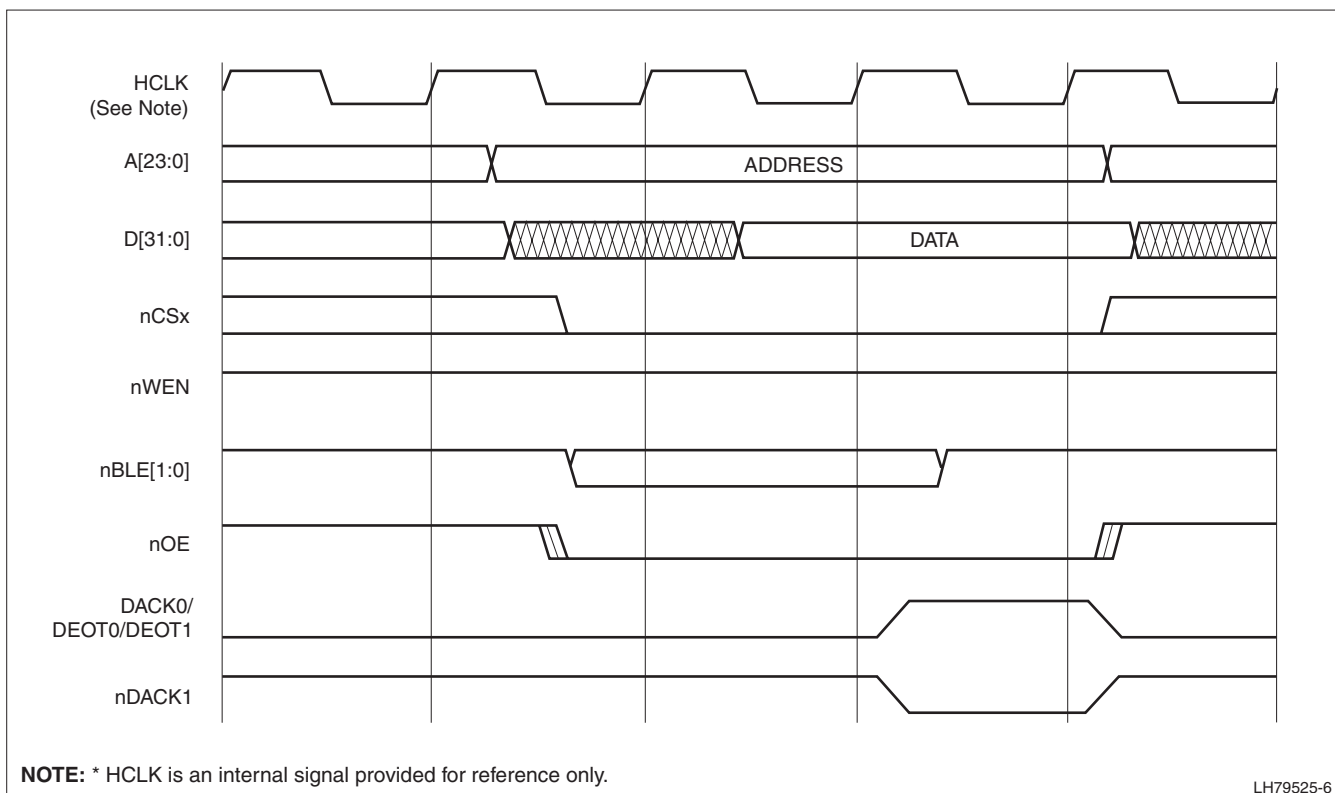 HCLK
(See Note)
A[23:0]
ADDRESS
D[31:0]
DATA
nCSx
nWEN
nBLE[1:0]
nOE
DACK0/
DEOT0/DEOT1
nDACK1
NOTE: * HCLK is an internal signal provided for reference only.
LH79525-6